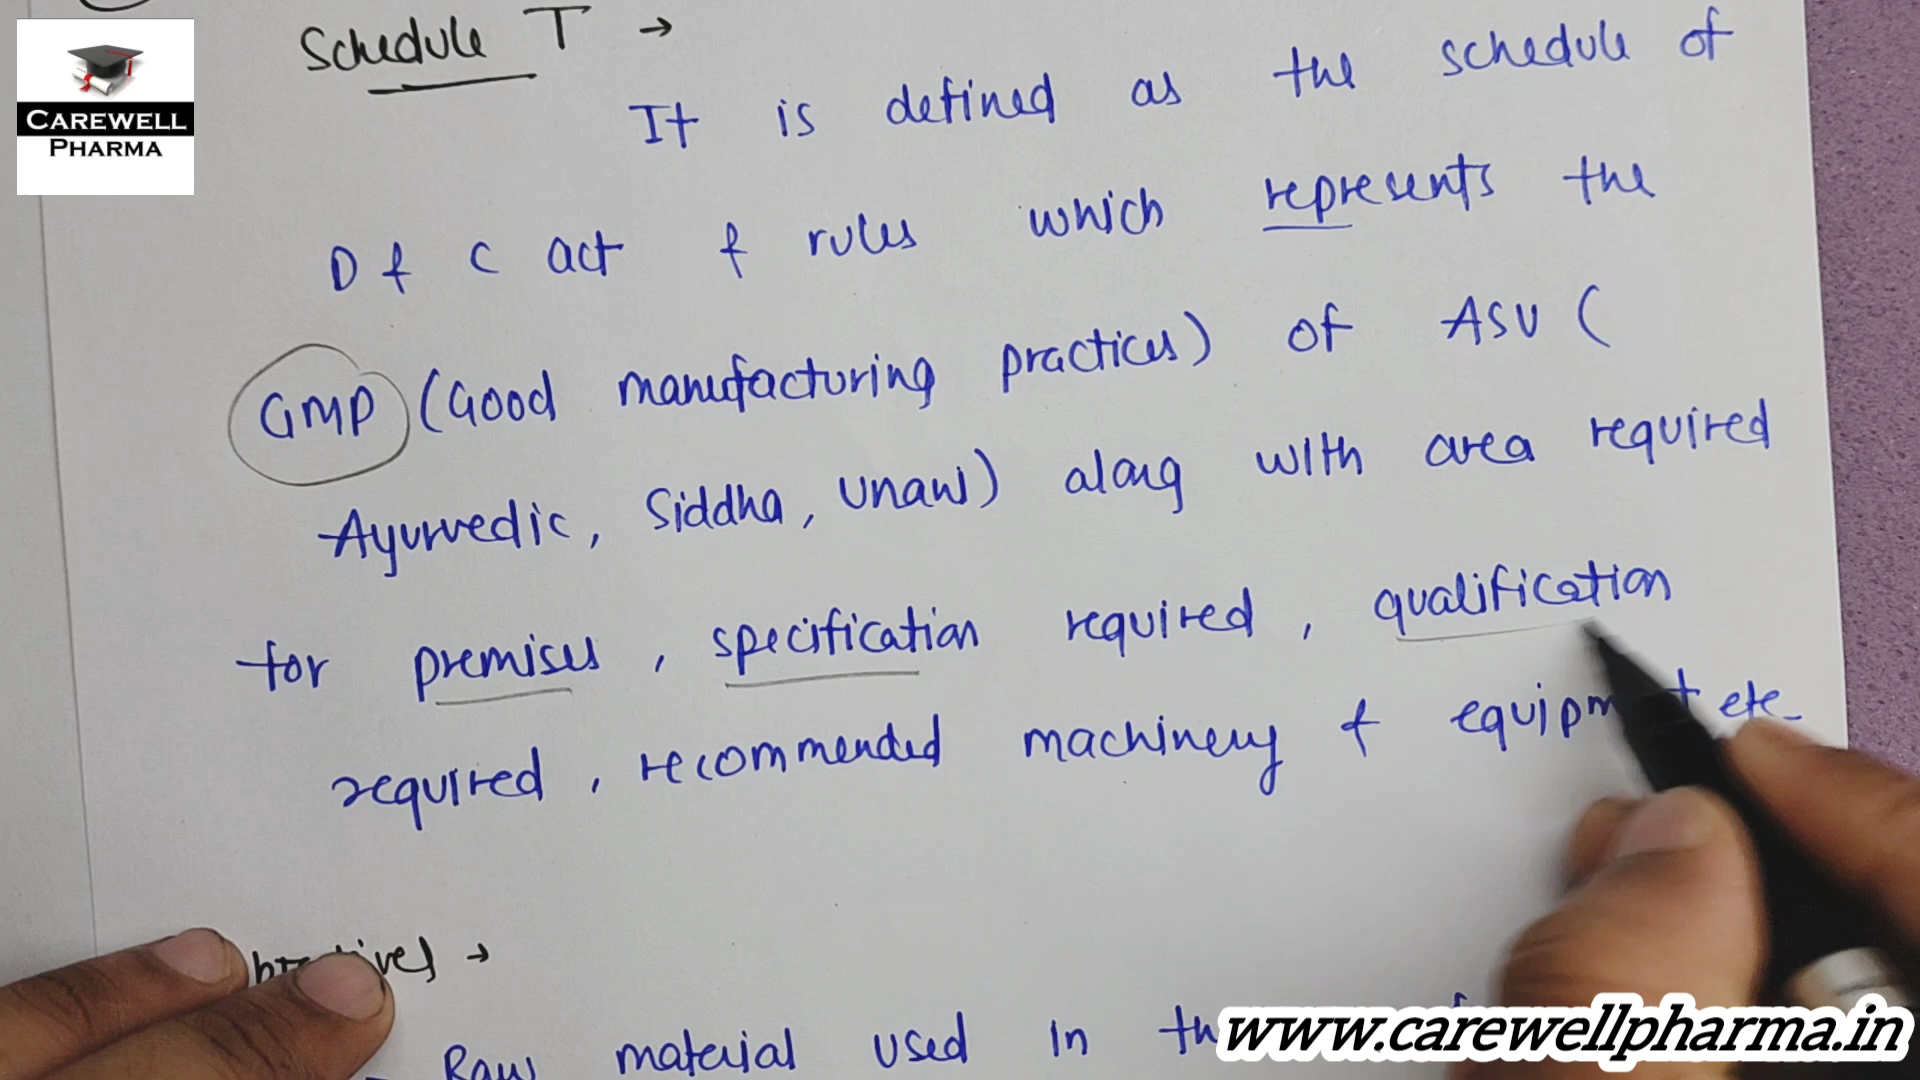 CAREWELL
PHARMA
Schedule T →
It is defined as the schedule of
D & C act & rules which represents the
GMP (Good manufacturing practices) of ASU (
Ayurvedic, Siddha, Unani) along with area required
for premises, specification required, qualification
required, recommended machinery & equipment etc
→
- Raw material used in the
www.carewellpharma.in